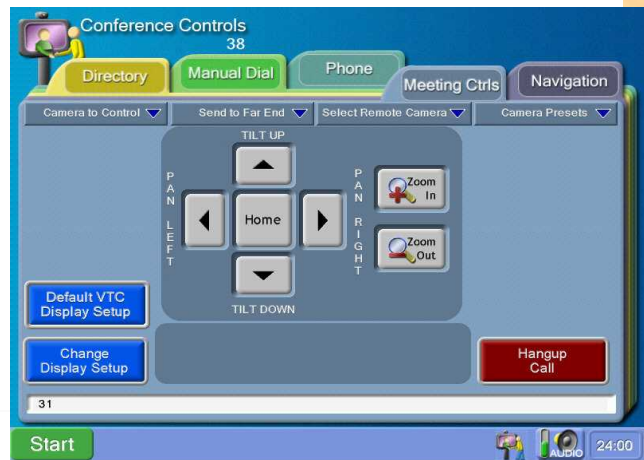 Conference Controls
38
Directory
Manual Dial
Phone
Meeting Ctrls
Navigation
Camera to Control
Send to Far End
Select Remote Camera
Camera Presets
TILT UP
PAN LEFT
Home
PAN RIGHT
Zoom
In
Zoom
Out
TILT DOWN
Default VTC
Display Setup
Change
Display Setup
Hangup
Call
31
Start
AUDIO
24:00